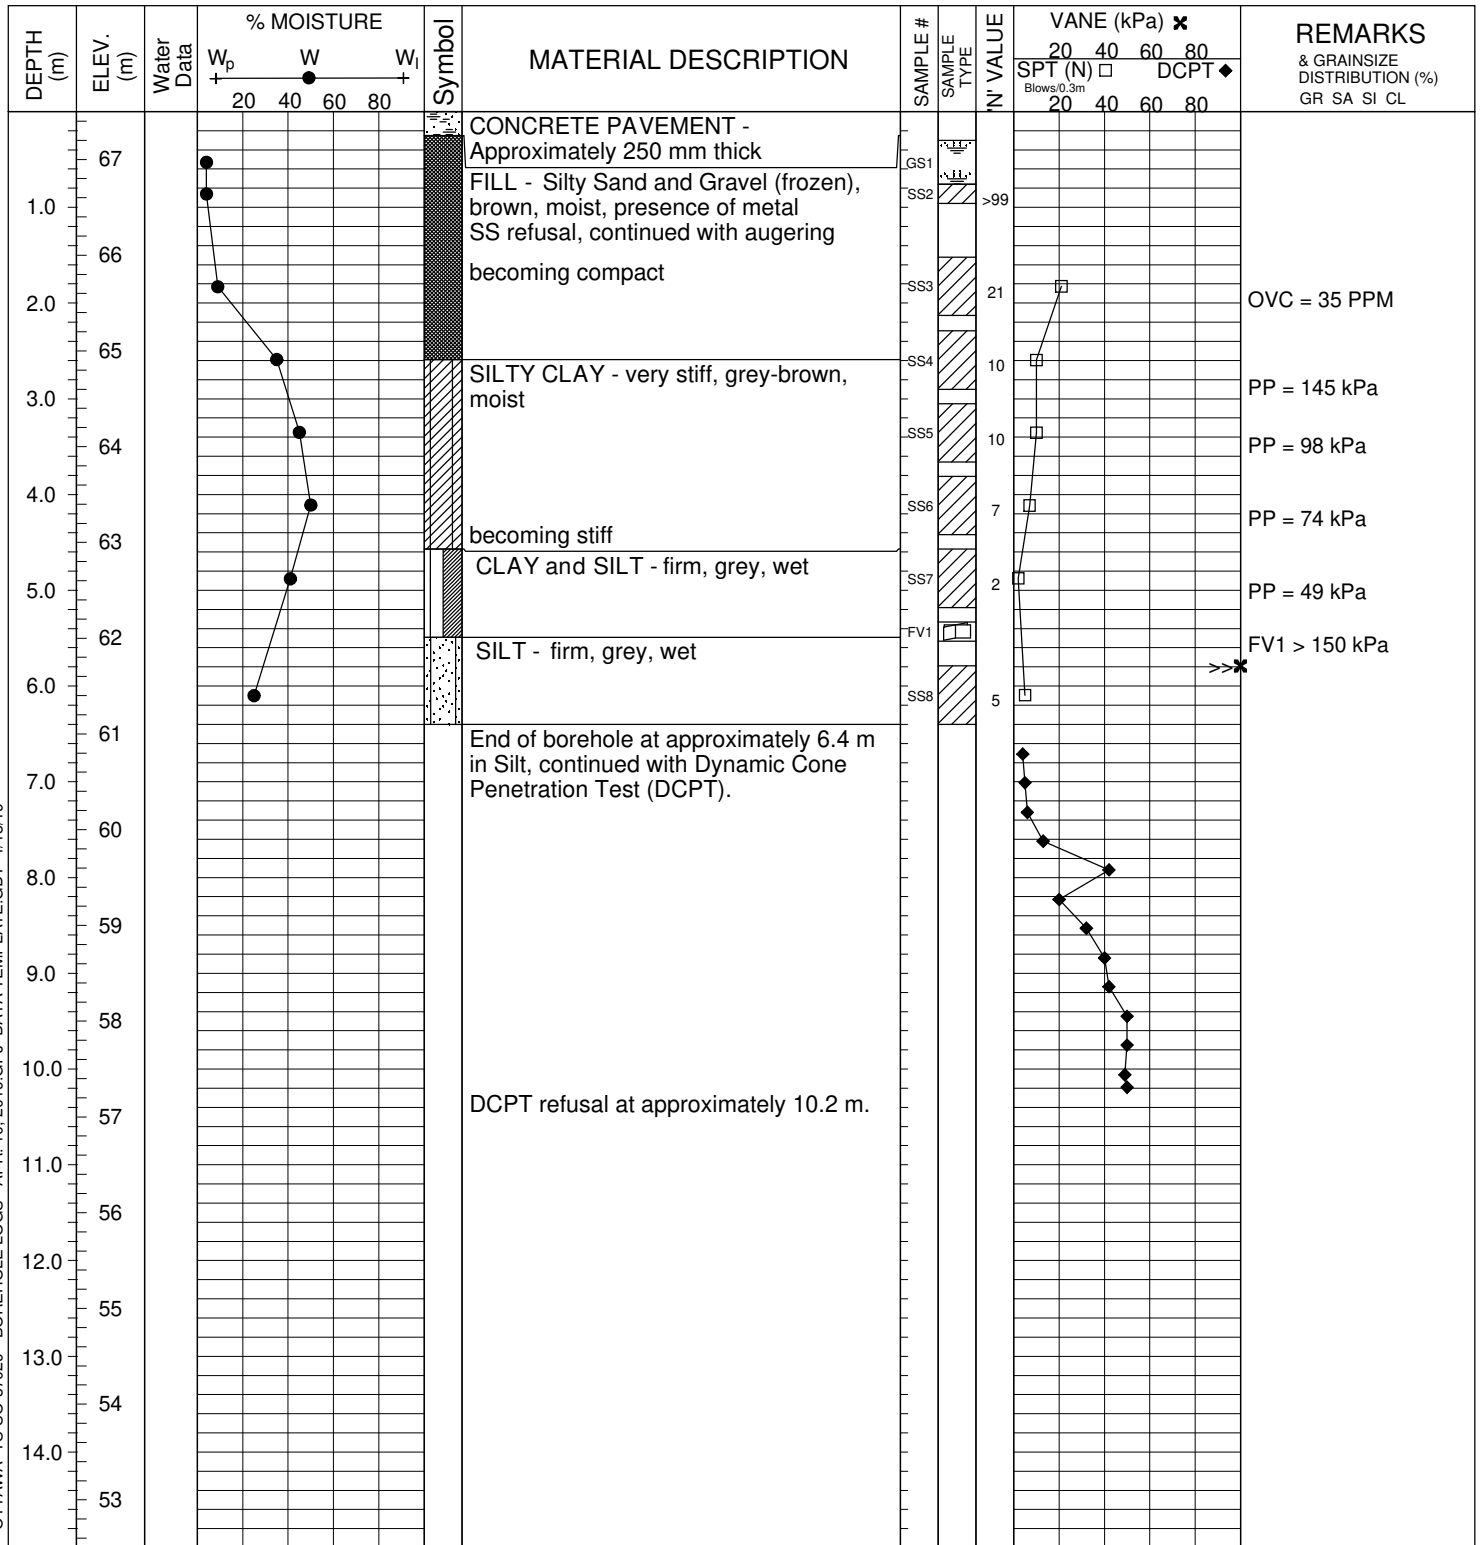 DEPTH (m)
ELEV. (m)
Water Data
% MOISTURE
Wp W Wl
20 40 60 80
Symbol
MATERIAL DESCRIPTION
SAMPLE #
SAMPLE TYPE
'N' VALUE
VANE (kPa)
20 40 60 80
SPT (N) DCPT
Blows/0.3m
20 40 60 80
REMARKS
& GRAINSIZE
DISTRIBUTION (%)
GR SA SI CL
CONCRETE PAVEMENT -
Approximately 250 mm thick
67
GS1
FILL - Silty Sand and Gravel (frozen),
brown, moist, presence of metal
SS refusal, continued with augering
1.0
SS2
>99
66
becoming compact
SS3
21
2.0
OVC = 35 PPM
65
SS4
10
SILTY CLAY - very stiff, grey-brown,
moist
3.0
PP = 145 kPa
64
SS5
10
PP = 98 kPa
4.0
SS6
7
PP = 74 kPa
63
becoming stiff
CLAY and SILT - firm, grey, wet
SS7
2
5.0
PP = 49 kPa
62
FV1
FV1 > 150 kPa
SILT - firm, grey, wet
>>
6.0
SS8
5
61
End of borehole at approximately 6.4 m
in Silt, continued with Dynamic Cone
Penetration Test (DCPT).
7.0
60
8.0
59
9.0
58
10.0
57
DCPT refusal at approximately 10.2 m.
11.0
56
12.0
55
13.0
54
14.0
53